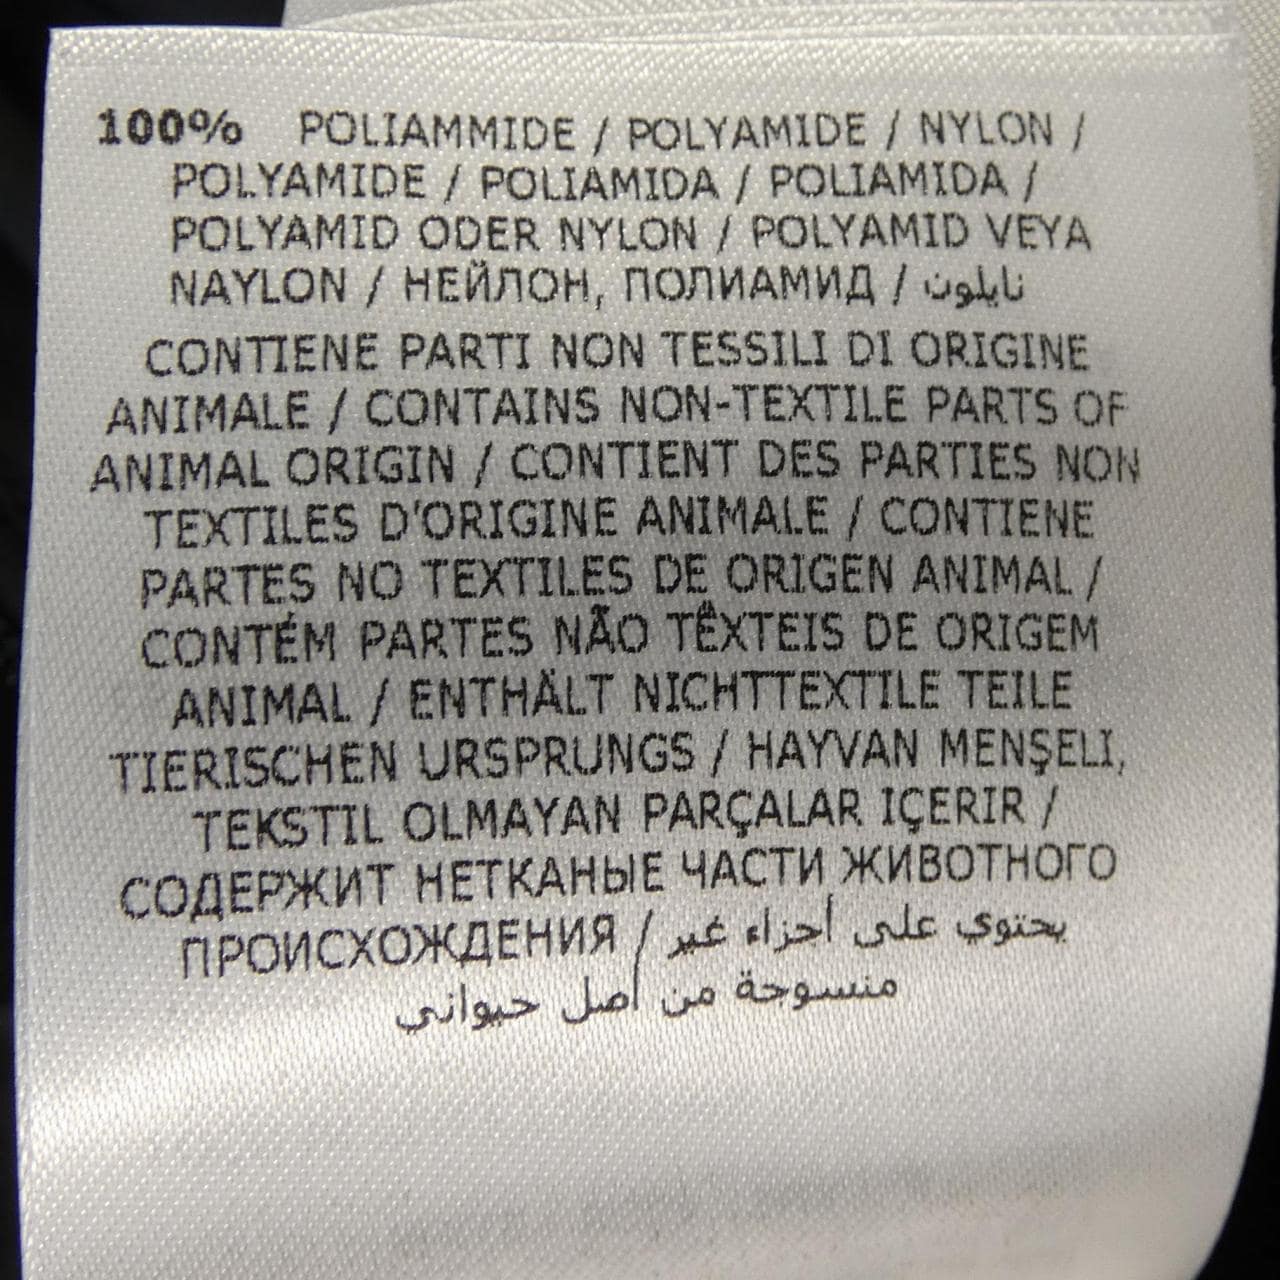 100% POLIAMMIDE / POLYAMIDE / NYLON /
POLYAMIDE / POLIAMIDA / POLIAMIDA /
POLYAMID ODER NYLON / POLYAMID VEYA
NAYLON / НЕЙЛОН, ПОЛИАМИД / نايلون
CONTIENE PARTI NON TESSILI DI ORIGINE
ANIMALE / CONTAINS NON-TEXTILE PARTS OF
ANIMAL ORIGIN / CONTIENT DES PARTIES NON
TEXTILES D'ORIGINE ANIMALE / CONTIENE
PARTES NO TEXTILES DE ORIGEN ANIMAL /
CONTÉM PARTES NÃO TÊXTEIS DE ORIGEM
ANIMAL / ENTHÄLT NICHTTEXTILE TEILE
TIERISCHEN URSPRUNGS / HAYVAN MENŞELI,
TEKSTIL OLMAYAN PARÇALAR IÇERIR /
СОДЕРЖИТ НЕТКАНЫЕ ЧАСТИ ЖИВОТНОГО
ПРОИСХОЖДЕНИЯ / يحتوي على أجزاء غير
منسوجة من أصل حيواني